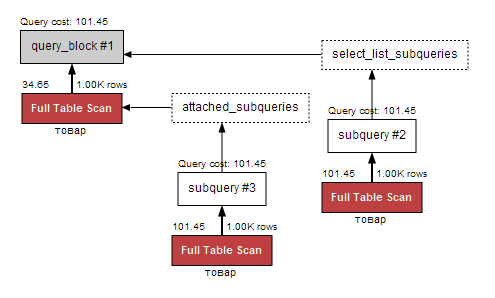 Query cost: 101.45
query_block #1
34.65 1.00K rows
Full Table Scan
товар
select_list_subqueries
attached_subqueries
Query cost: 101.45
subquery #2
101.45 1.00K rows
Full Table Scan
товар
Query cost: 101.45
subquery #3
101.45 1.00K rows
Full Table Scan
товар